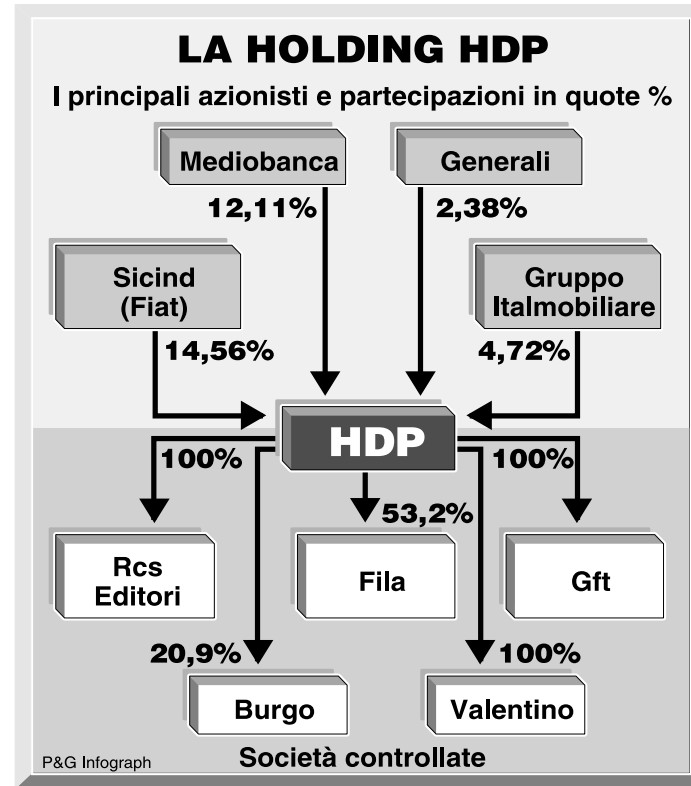 LA HOLDING HDP
I principali azionisti e partecipazioni in quote %
Mediobanca
Generali
12,11%
2,38%
Sicind
(Fiat)
Gruppo
Italmobiliare
14,56%
4,72%
HDP
100%
100%
53,2%
Rcs
Editori
Fila
Gft
20,9%
100%
Burgo
Valentino
P&G Infograph
Società controllate